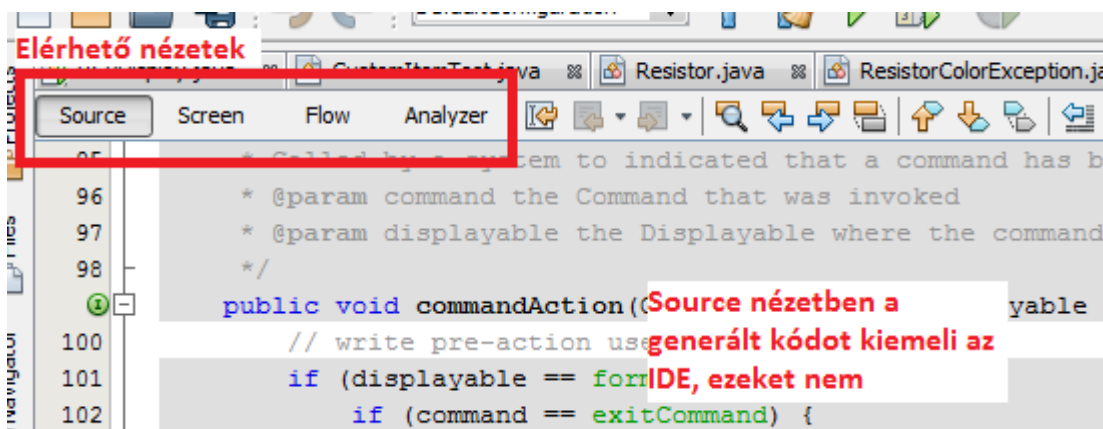 Elérhető nézetek
CustomItemTest.java Resistor.java ResistorColorException.ja
Source Screen Flow Analyzer
95 * Called by a system to indicated that a command has b
96 * @param command the Command that was invoked
97 * @param displayable the Displayable where the command
98 */
public void commandAction( yable
Source nézetben a
generált kódot kiemeli az
IDE, ezeket nem
100 // write pre-action use
101 if (displayable == form
102 if (command == exitCommand) {
Files
Navigator